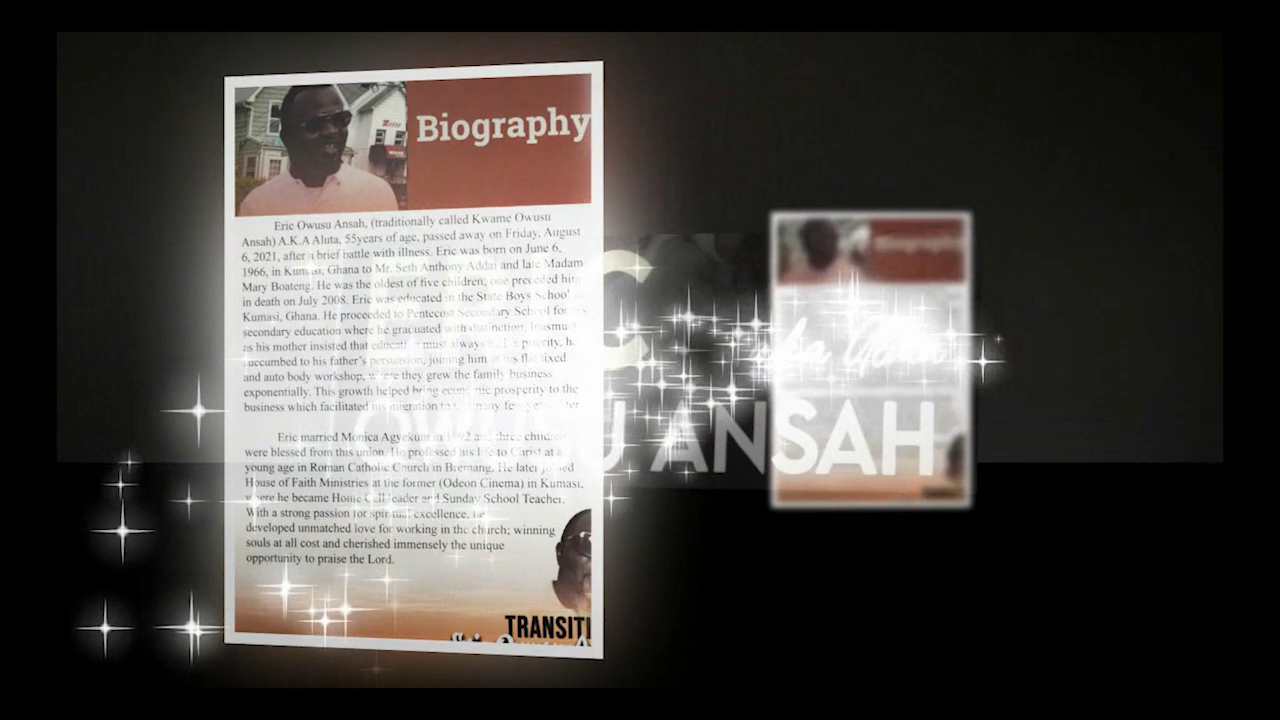 Biography
Eric Owusu Ansah, (traditionally called Kwame Owusu
Ansah) A.K.A Aluta, 55years of age, passed away on Friday, August
6, 2021, after a brief battle with illness. Eric was born on June 6,
1966, in Kumasi, Ghana to Mr. Seth Anthony Addai and late Madam
Mary Boateng. He was the oldest of five children; one preceded him
in death on July 2008. Eric was educated in the State Boys School
Kumasi, Ghana. He proceeded to Pentecost Secondary School for his
secondary education where he graduated with distinction; Inasmuch
as his mother insisted that education must always priority, h
succumbed to his father's persuasion, joining him at his flat fixed
and auto body workshop, where they grew the family business
exponentially. This growth helped bring economic prosperity to the
business which facilitated his migration to
Eric married Monica Agyekum in 1992 and three children
were blessed from this union. He professed his life to Christ at a
young age in Roman Catholic Church in Bremang. He later joined
House of Faith Ministries at the former (Odeon Cinema) in Kumasi,
where he became Home Cell leader and Sunday School Teacher.
With a strong passion for spiritual excellence, he
developed unmatched love for working in the church; winning
souls at all cost and cherished immensely the unique
opportunity to praise the Lord.
TRANSITI
C
OWUSU ANSAH
Biography